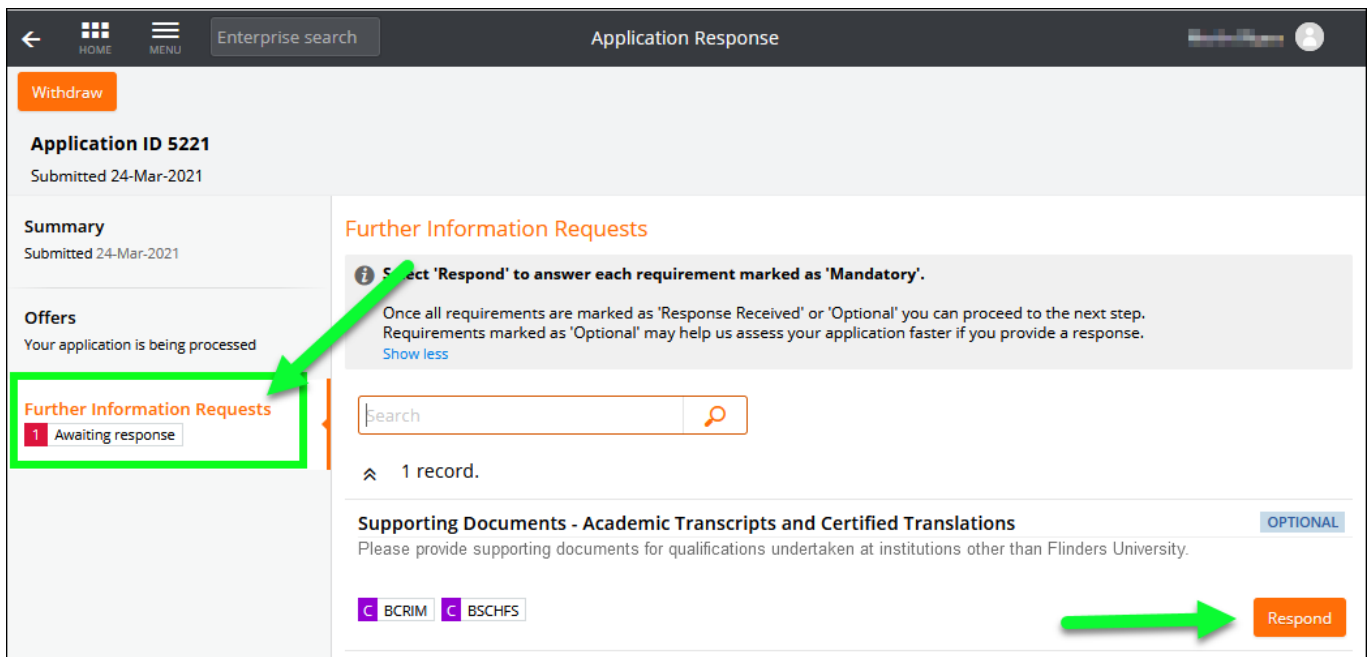 HOME
MENU
Enterprise search
Application Response
Withdraw
Application ID 5221
Submitted 24-Mar-2021
Summary
Submitted 24-Mar-2021
Offers
Your application is being processed
Further Information Requests
1 Awaiting response
Further Information Requests
i Select 'Respond' to answer each requirement marked as 'Mandatory'.
Once all requirements are marked as 'Response Received' or 'Optional' you can proceed to the next step.
Requirements marked as 'Optional' may help us assess your application faster if you provide a response.
Show less
Search
1 record.
Supporting Documents - Academic Transcripts and Certified Translations
OPTIONAL
Please provide supporting documents for qualifications undertaken at institutions other than Flinders University.
C BCRIM C BSCHFS
Respond